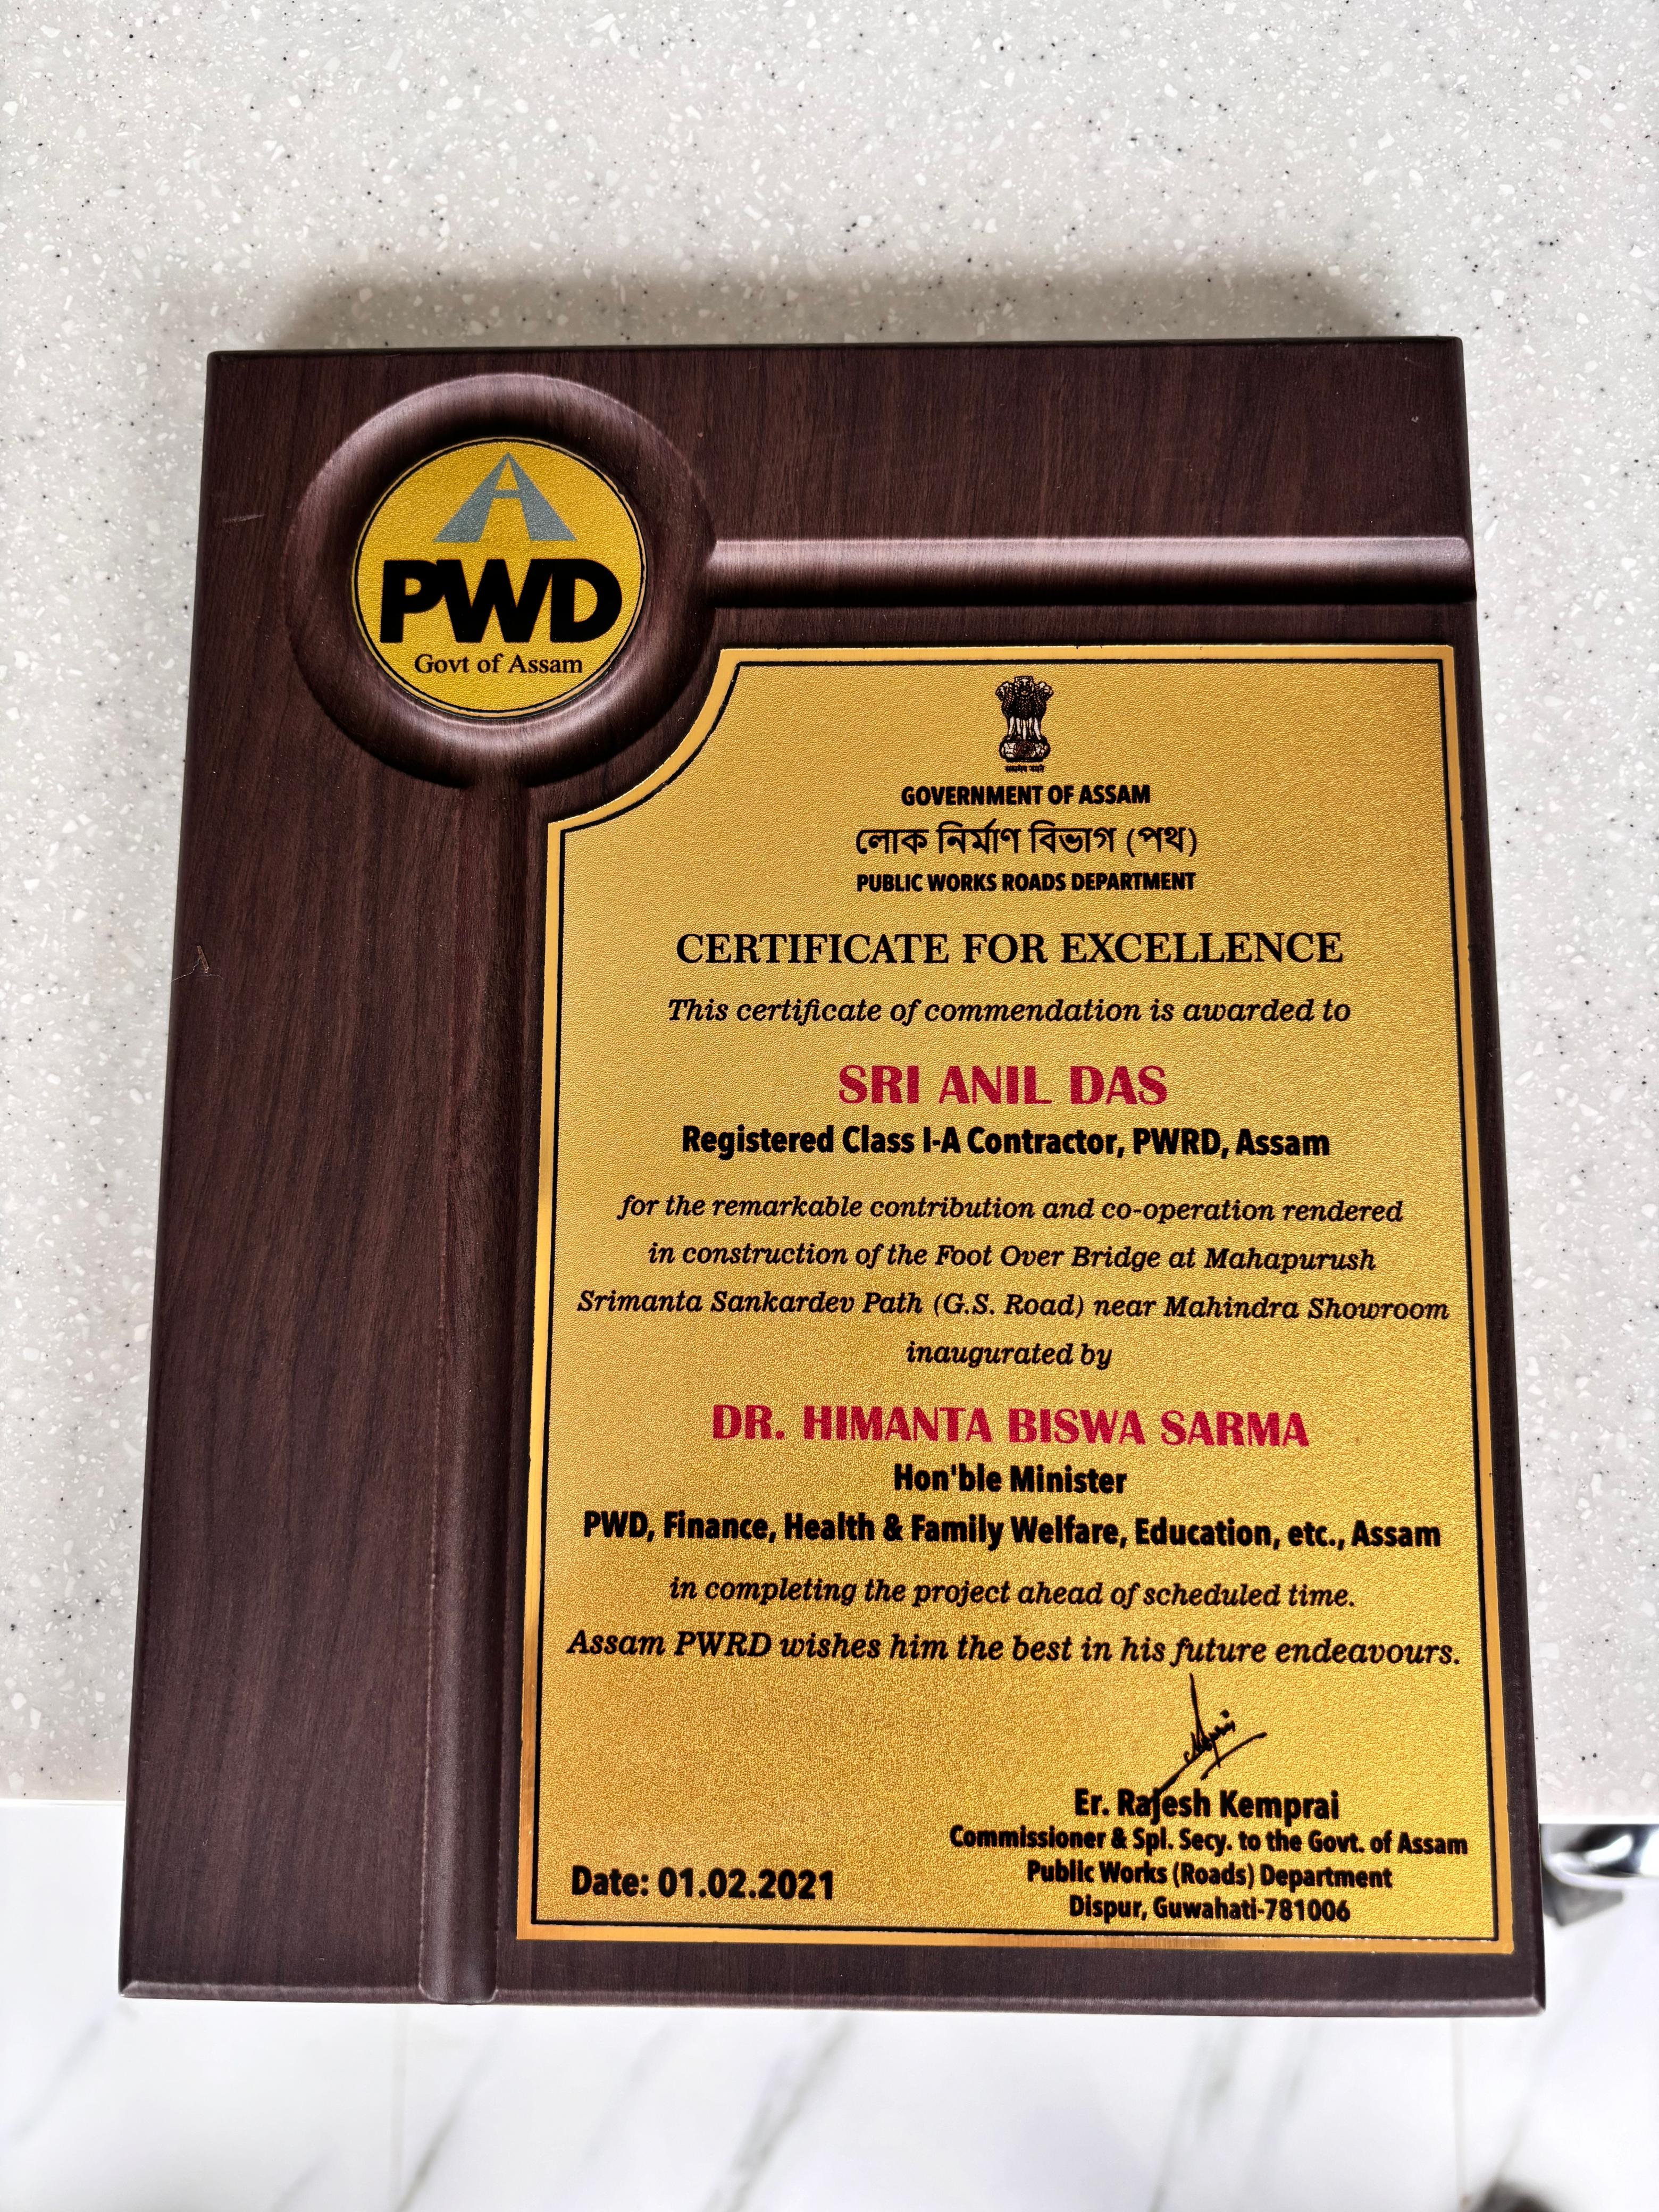 PWD
Govt of Assam
GOVERNMENT OF ASSAM
লোক নিৰ্মাণ বিভাগ (পথ)
PUBLIC WORKS ROADS DEPARTMENT
CERTIFICATE FOR EXCELLENCE
This certificate of commendation is awarded to
SRI ANIL DAS
Registered Class I-A Contractor, PWRD, Assam
for the remarkable contribution and co-operation rendered
in construction of the Foot Over Bridge at Mahapurush
Srimanta Sankardev Path (G.S. Road) near Mahindra Showroom
inaugurated by
DR. HIMANTA BISWA SARMA
Hon'ble Minister
PWD, Finance, Health & Family Welfare, Education, etc., Assam
in completing the project ahead of scheduled time.
Assam PWRD wishes him the best in his future endeavours.
Er. Rajesh Kemprai
Commissioner & Spl. Secy. to the Govt. of Assam
Public Works (Roads) Department
Dispur, Guwahati-781006
Date: 01.02.2021